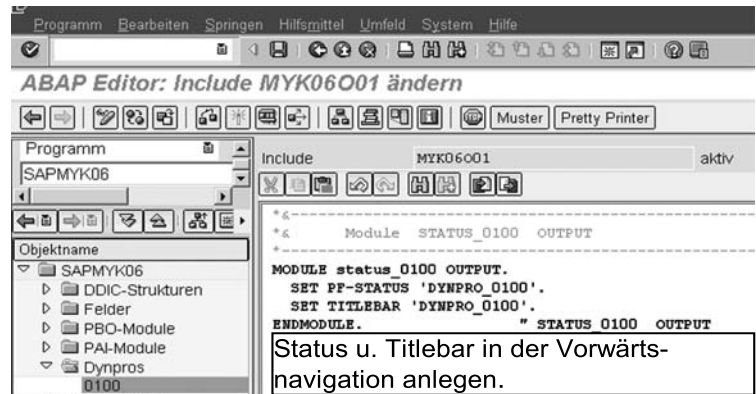 Programm Bearbeiten Springen Hilfsmittel Umfeld System Hilfe
ABAP Editor: Include MYK06O01 ändern
Muster Pretty Printer
Programm
SAPMYK06
Include MYK06O01 aktiv
*&---------------------------------------------------------------------
*& Module STATUS_0100 OUTPUT
*----------------------------------------------------------------------
MODULE status_0100 OUTPUT.
SET PF-STATUS 'DYNPRO_0100'.
SET TITLEBAR 'DYNPRO_0100'.
ENDMODULE. " STATUS_0100 OUTPUT
Status u. Titlebar in der Vorwärts-
navigation anlegen.
Objektname
SAPMYK06
DDIC-Strukturen
Felder
PBO-Module
PAI-Module
Dynpros
0100